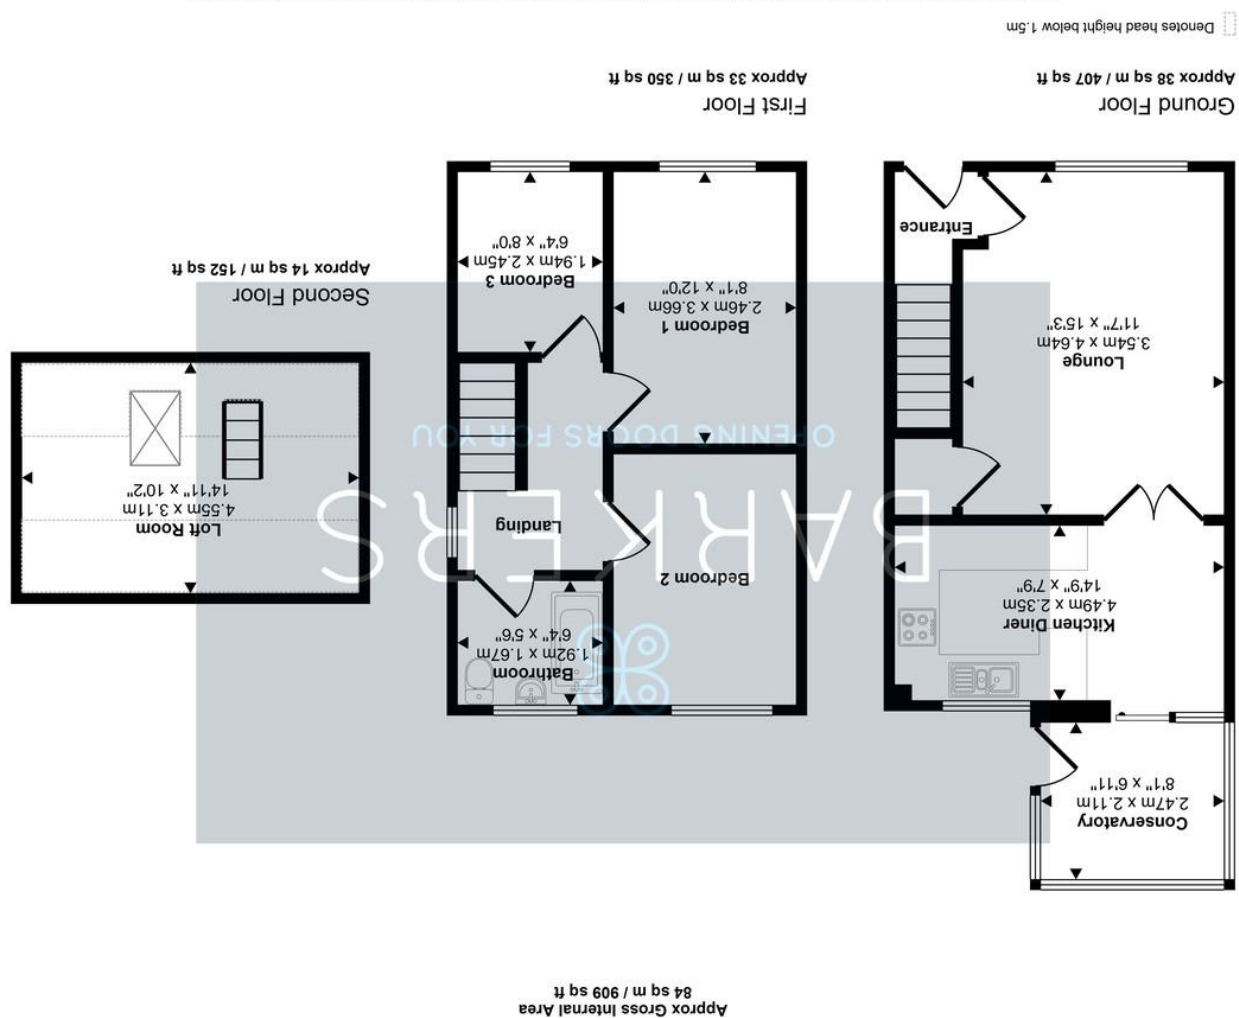 Approx Gross Internal Area
84 sq m / 909 sq ft
Conservatory
2.47m x 2.11m
8'1" x 6'11"
Kitchen Diner
4.49m x 2.35m
14'9" x 7'9"
Lounge
3.54m x 4.64m
11'7" x 15'3"
Entrance
Ground Floor
Approx 38 sq m / 407 sq ft
Bathroom
1.92m x 1.67m
6'4" x 5'6"
Bedroom 2
Landing
Bedroom 1
2.46m x 3.66m
8'1" x 12'0"
Bedroom 3
1.94m x 2.45m
6'4" x 8'0"
First Floor
Approx 33 sq m / 350 sq ft
Loft Room
4.55m x 3.11m
14'11" x 10'2"
Second Floor
Approx 14 sq m / 152 sq ft
BARKERS
OPENING DOORS FOR YOU
Denotes head height below 1.5m